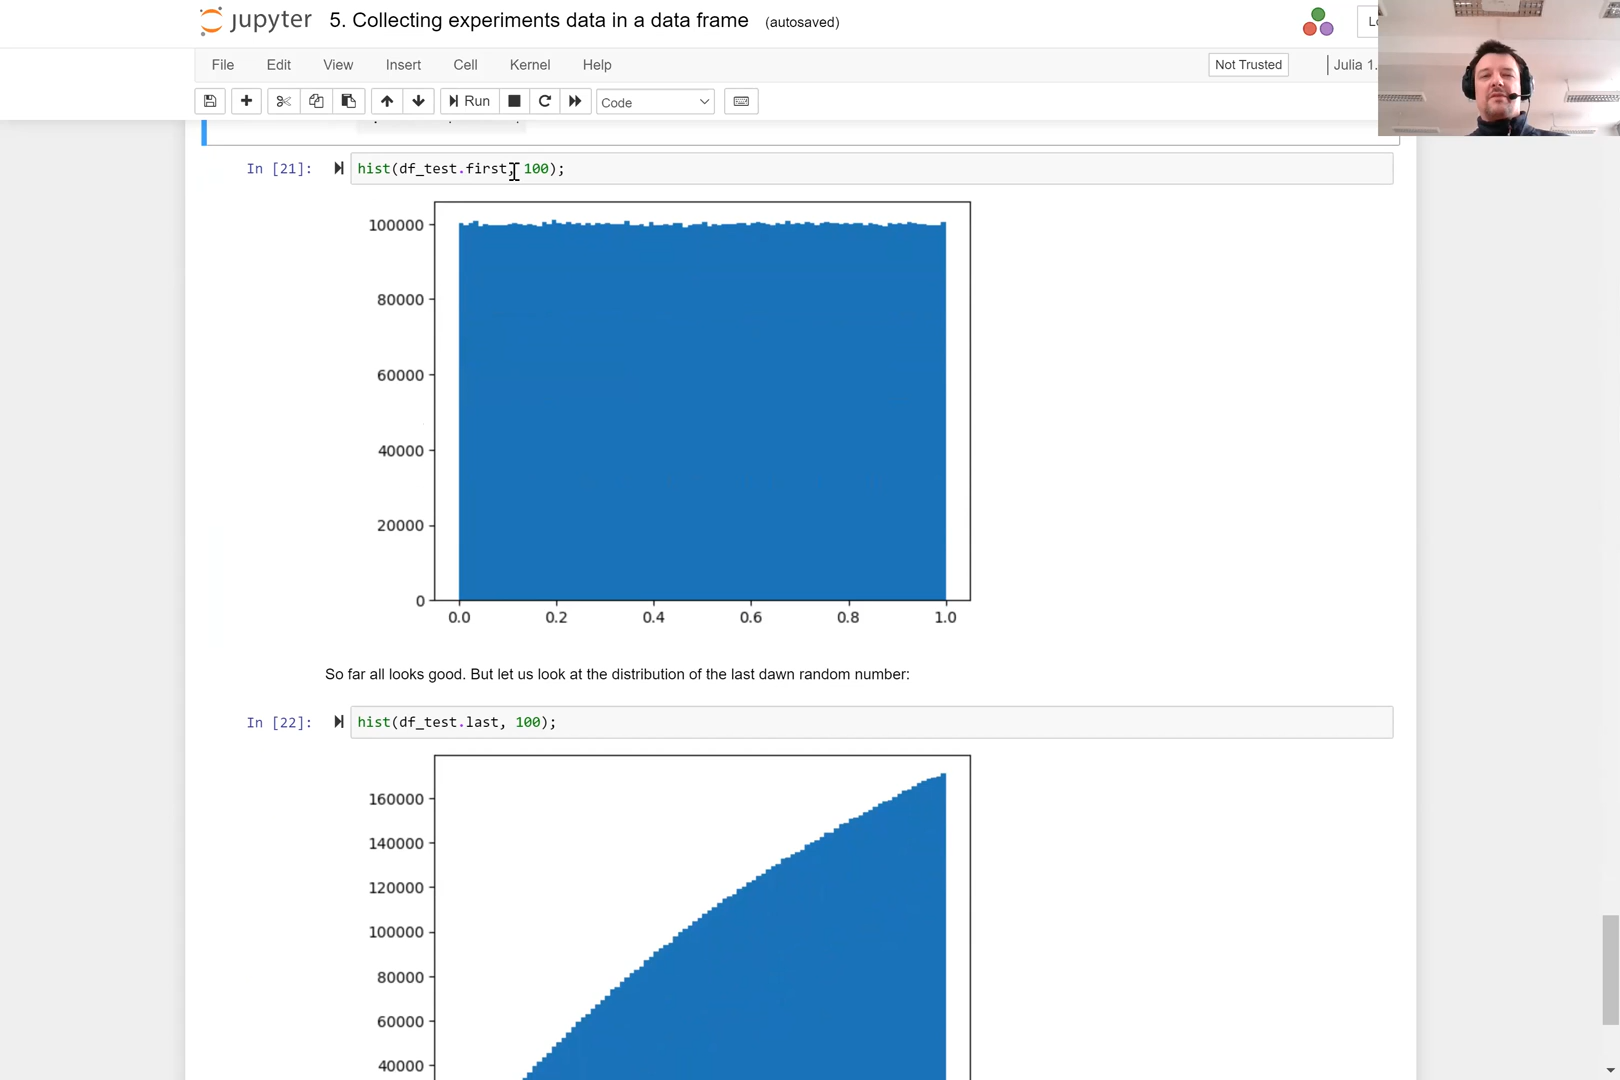 jupyter 5. Collecting experiments data in a data frame (autosaved)
File Edit View Insert Cell Kernel Help Not Trusted Julia 1.
Run Code
In [21]: hist(df_test.first, 100);
100000
80000
60000
40000
20000
0
0.0 0.2 0.4 0.6 0.8 1.0
So far all looks good. But let us look at the distribution of the last dawn random number:
In [22]: hist(df_test.last, 100);
160000
140000
120000
100000
80000
60000
40000